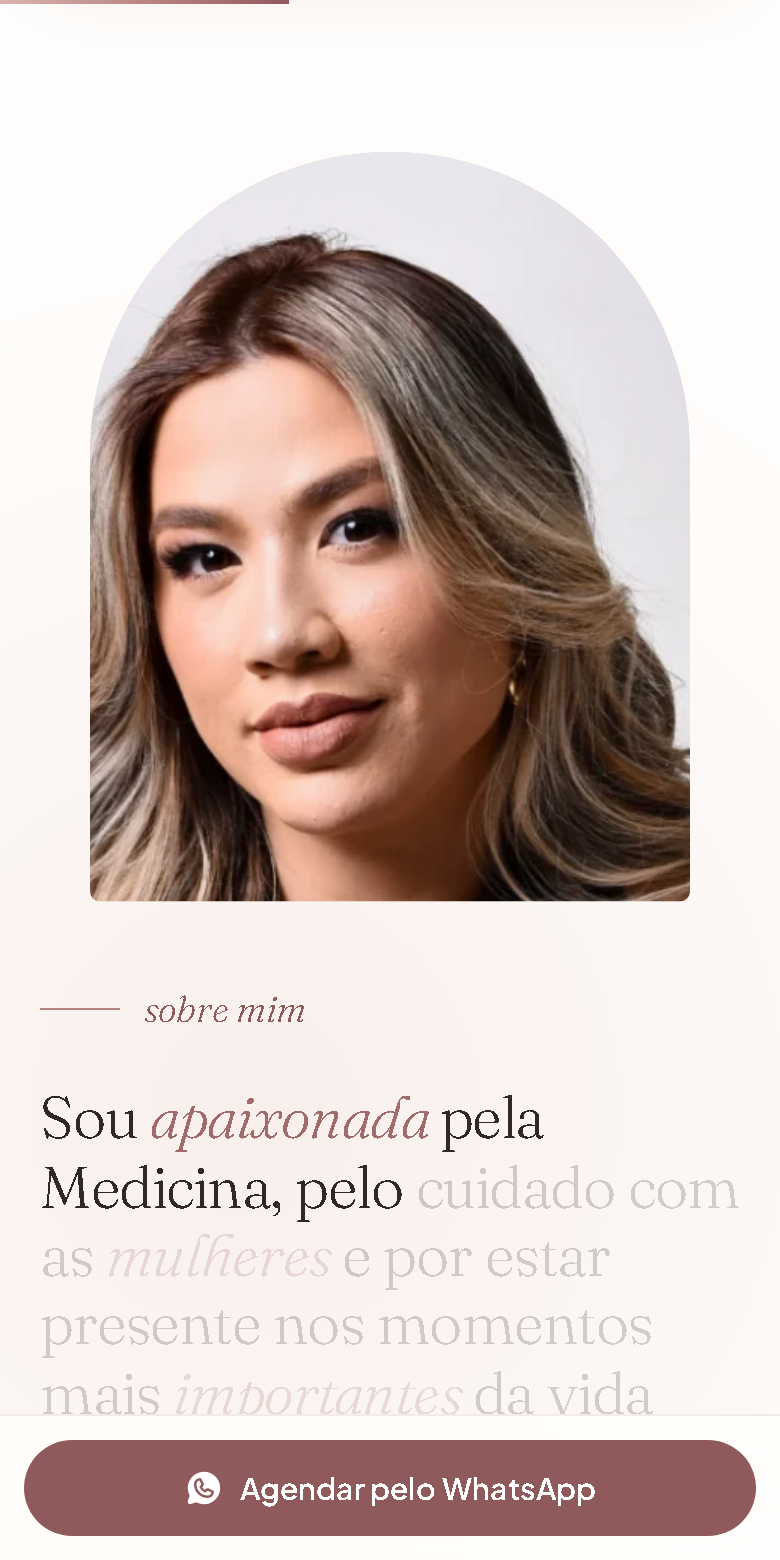 sobre mim
Sou apaixonada pela
Medicina, pelo cuidado com
as mulheres e por estar
presente nos momentos
mais importantes da vida
Agendar pelo WhatsApp